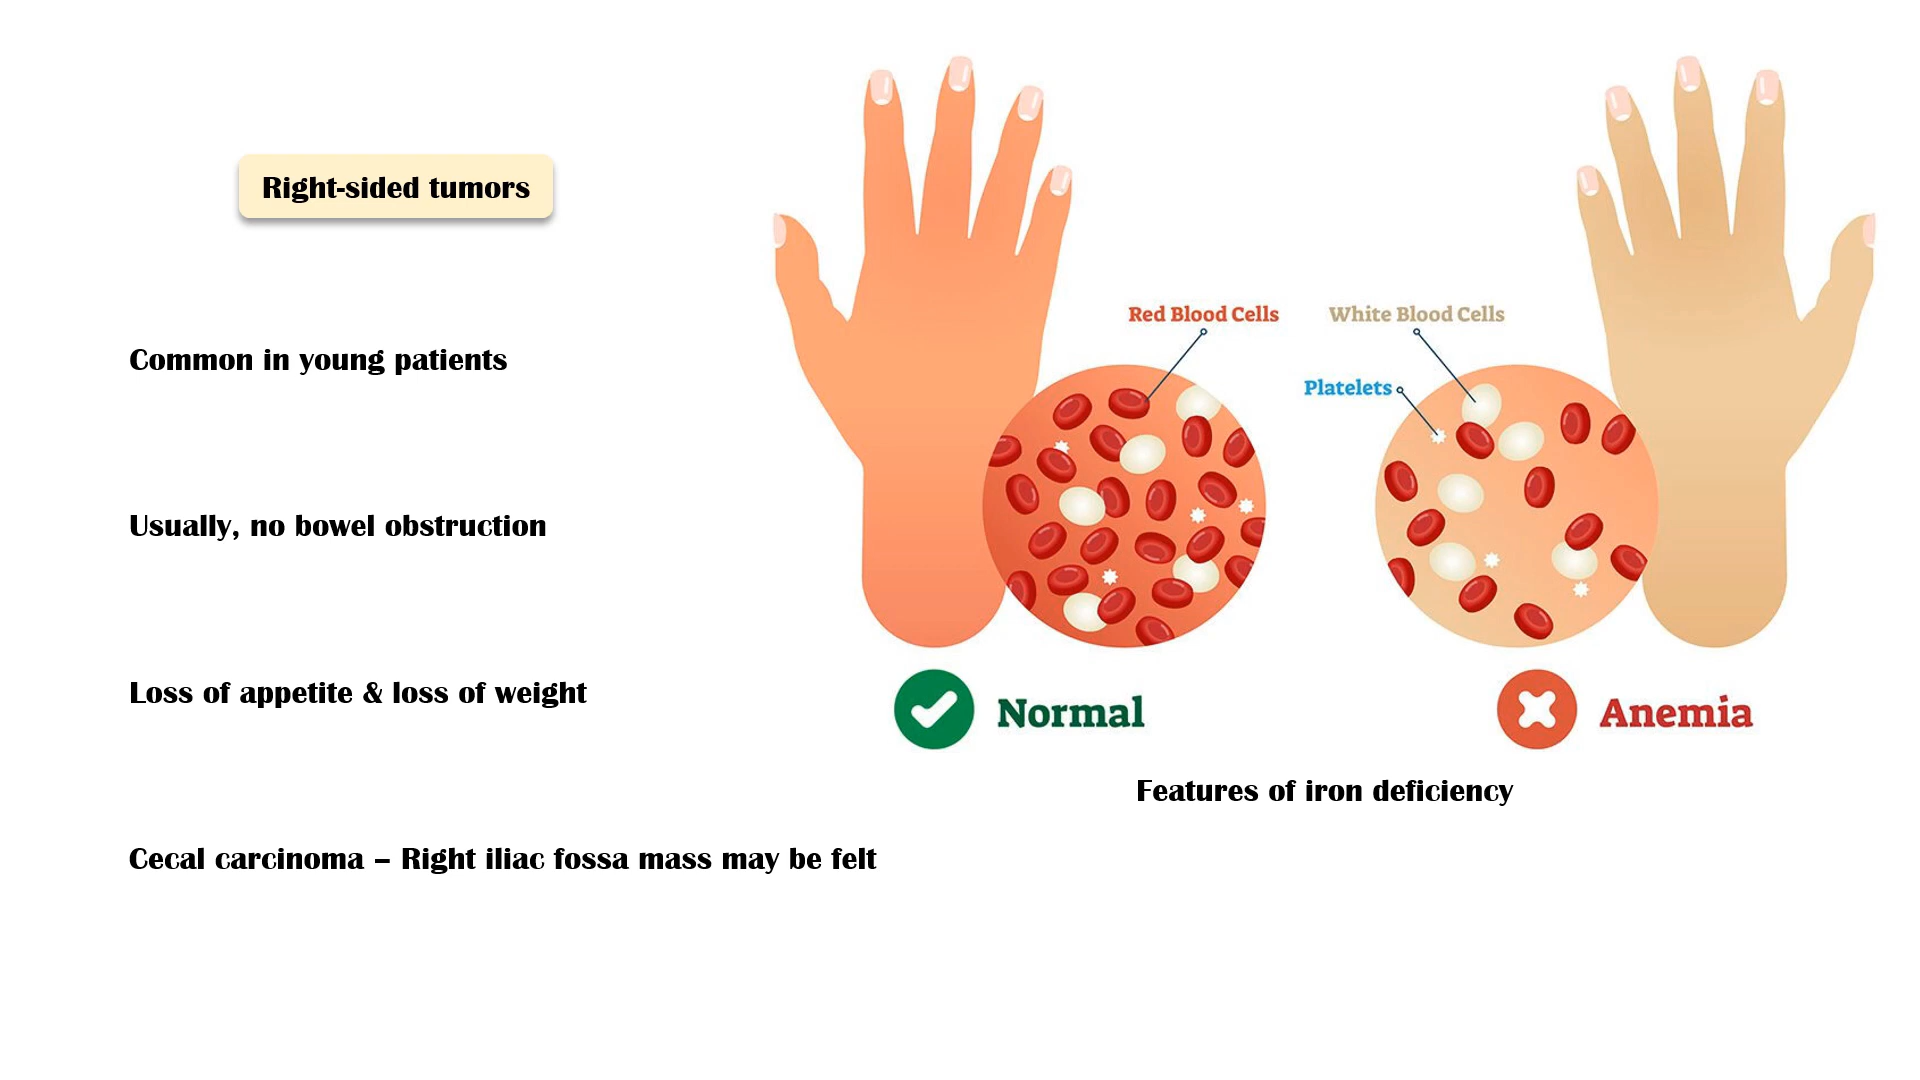 Right-sided tumors
Common in young patients
Usually, no bowel obstruction
Loss of appetite & loss of weight
Cecal carcinoma – Right iliac fossa mass may be felt
Red Blood Cells
White Blood Cells
Platelets
Normal
Anemia
Features of iron deficiency